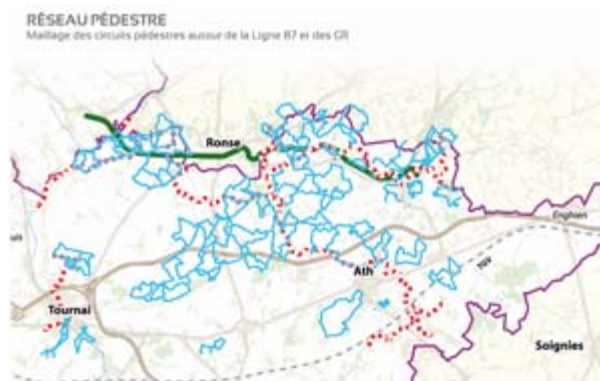 RÉSEAU PÉDESTRE
Maillage des circuits pédestres autour de la Ligne 87 et des GR
Ronse
Enghien
TGV
Ath
Tournai
Soignies